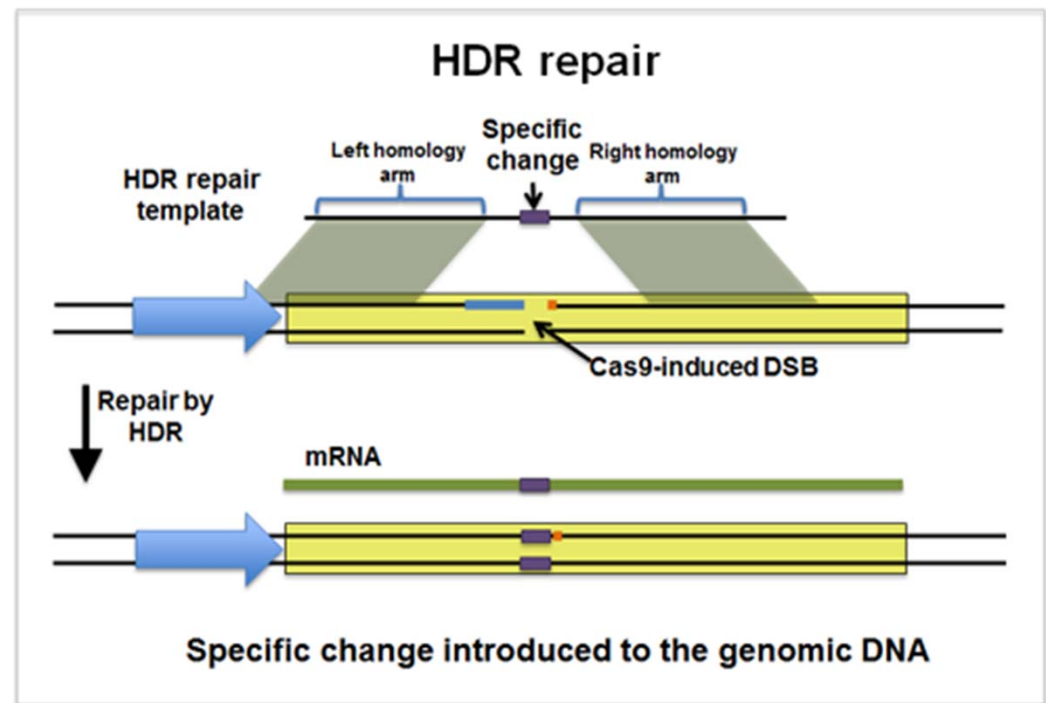 HDR repair
Specific
change
Left homology
arm
Right homology
arm
HDR repair
template
Cas9-induced DSB
Repair by
HDR
mRNA
Specific change introduced to the genomic DNA